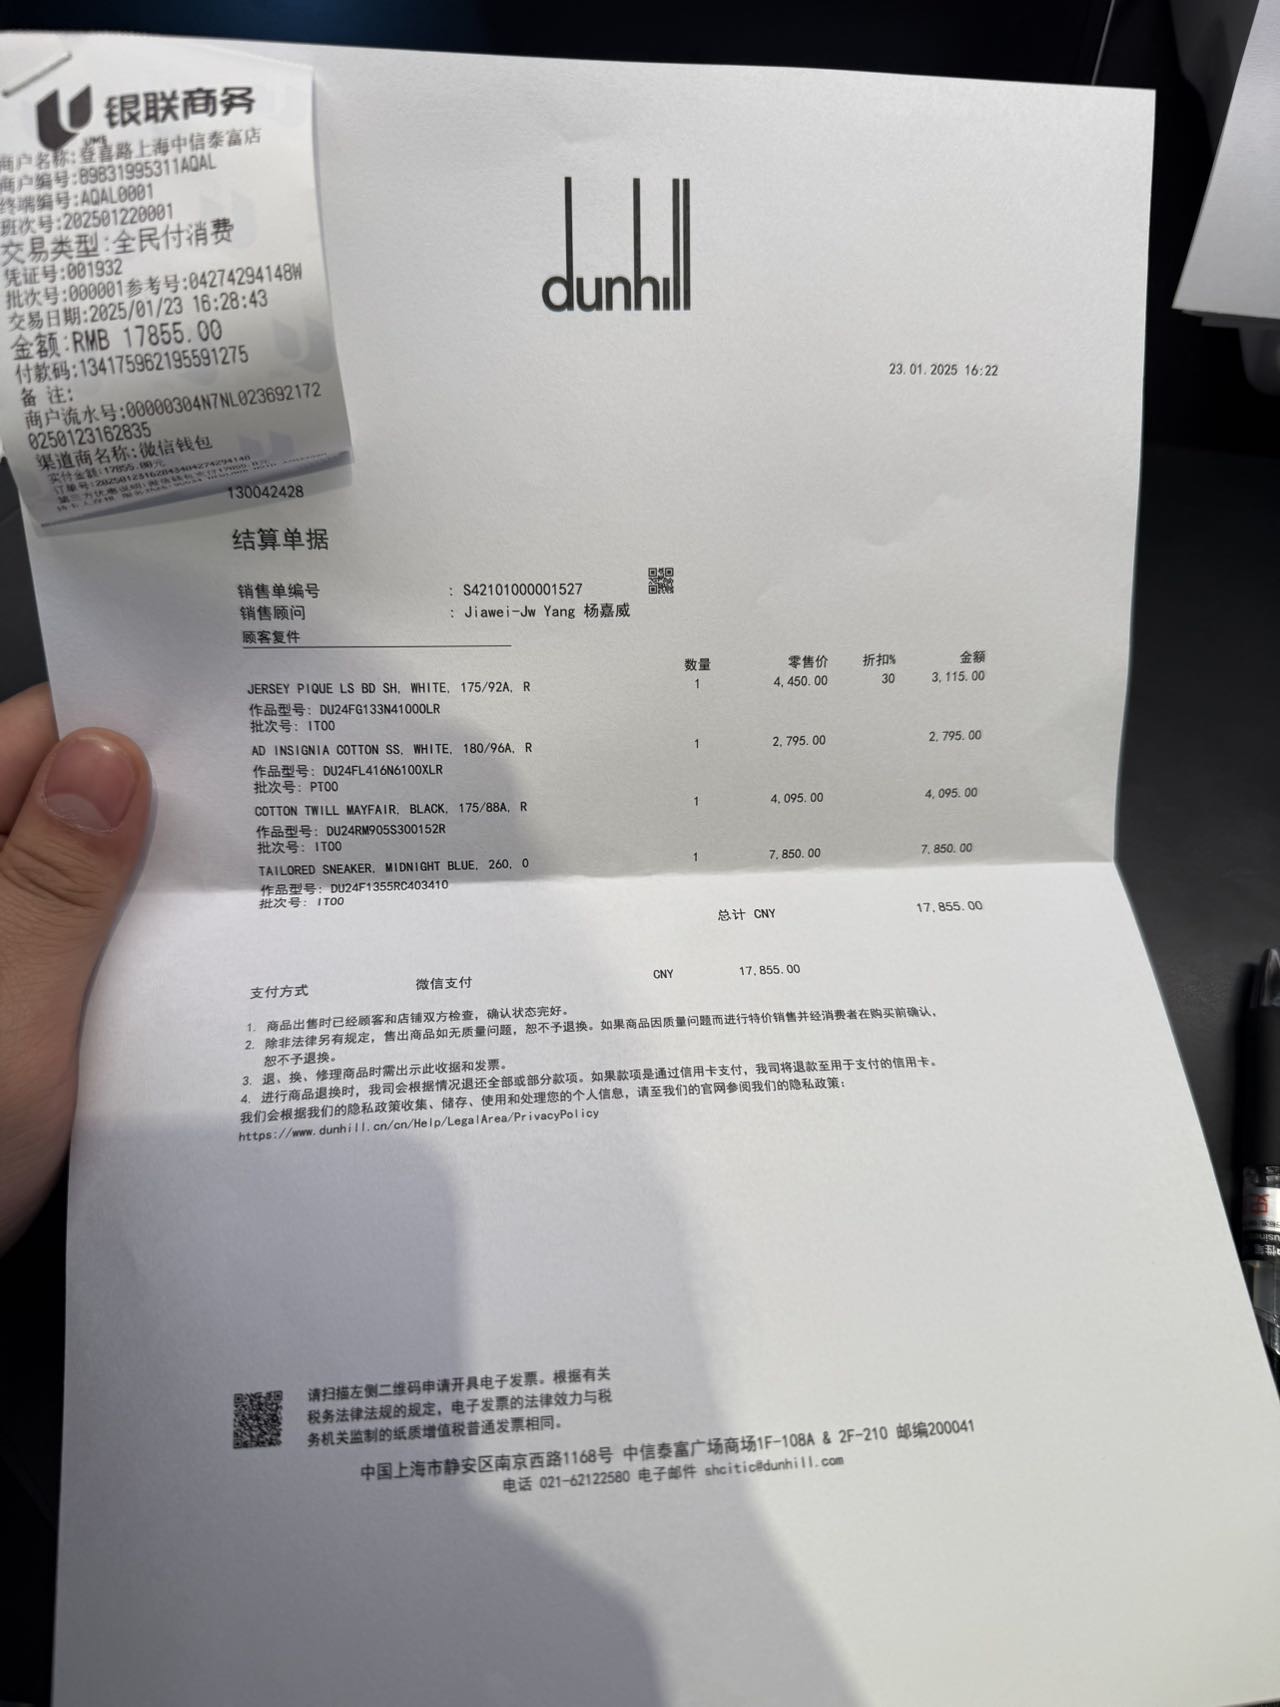 银联商务
UMS
商户名称:登喜路上海中信泰富店
商户编号:89831995311AQAL
终端编号:AQAL0001
班次号:202501220001
交易类型:全民付消费
凭证号:001932
批次号:000001参考号:04274294148W
交易日期:2025/01/23 16:28:43
金额:RMB 17855.00
付款码:134175962195591275
备 注:
商户流水号:00000304N7NL023692172
0250123162835
渠道商名称:微信钱包
实付金额:17855.00元
dunhill
23.01.2025 16:22
130042428
结算单据
销售单编号 : S42101000001527
销售顾问 : Jiawei-Jw Yang 杨嘉威
顾客复件
数量 零售价 折扣% 金额
JERSEY PIQUE LS BD SH, WHITE, 175/92A, R 1 4,450.00 30 3,115.00
作品型号: DU24FG133N41000LR
批次号: IT00
AD INSIGNIA COTTON SS, WHITE, 180/96A, R 1 2,795.00 2,795.00
作品型号: DU24FL416N6100XLR
批次号: PT00
COTTON TWILL MAYFAIR, BLACK, 175/88A, R 1 4,095.00 4,095.00
作品型号: DU24RM905S300152R
批次号: IT00
TAILORED SNEAKER, MIDNIGHT BLUE, 260, 0 1 7,850.00 7,850.00
作品型号: DU24F1355RC403410
批次号: IT00
总计 CNY 17,855.00
支付方式 微信支付 CNY 17,855.00
1. 商品出售时已经顾客和店铺双方检查，确认状态完好。
2. 除非法律另有规定，售出商品如无质量问题，恕不予退换。如果商品因质量问题而进行特价销售并经消费者在购买前确认，
恕不予退换。
3. 退、换、修理商品时需出示此收据和发票。
4. 进行商品退换时，我司会根据情况退还全部或部分款项。如果款项是通过信用卡支付，我司将退款至用于支付的信用卡。
我们会根据我们的隐私政策收集、储存、使用和处理您的个人信息，请至我们的官网参阅我们的隐私政策：
https://www.dunhill.cn/cn/Help/LegalArea/PrivacyPolicy
请扫描左侧二维码申请开具电子发票。根据有关
税务法律法规的规定，电子发票的法律效力与税
务机关监制的纸质增值税普通发票相同。
中国上海市静安区南京西路1168号 中信泰富广场商场1F-108A & 2F-210 邮编200041
电话 021-62122580 电子邮件 shcitic@dunhill.com